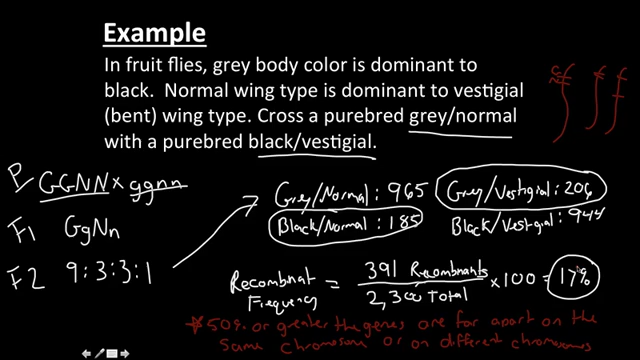 Example
In fruit flies, grey body color is dominant to
black. Normal wing type is dominant to vestigial
(bent) wing type. Cross a purebred grey/normal
with a purebred black/vestigial.
P GGNN x ggnn
F1 GgNn
F2 9:3:3:1
Grey/Normal: 965 Grey/Vestigial: 206
Black/Normal: 185 Black/Vestigial: 944
Recombinat Frequency = 391 Recombinants / 2,300 Total × 100 = 17%
* 50% or greater the genes are far apart on the
same chromosome or on different chromosomes